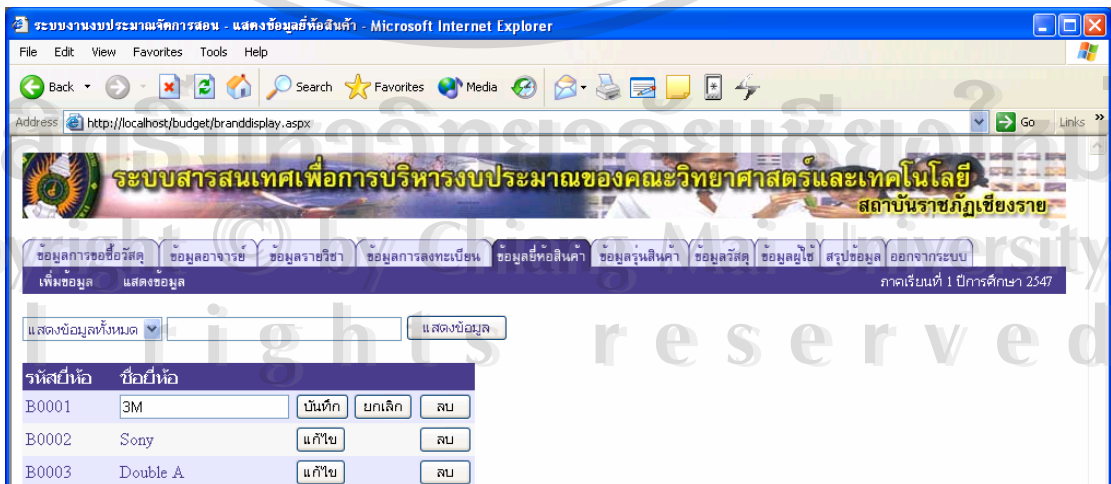 ระบบงานงบประมาณจัดการสอน - แสดงข้อมูลยี่ห้อสินค้า - Microsoft Internet Explorer
File Edit View Favorites Tools Help
Back Search Favorites Media
Address http://localhost/budget/branddisplay.aspx Go Links »
ระบบสารสนเทศเพื่อการบริหารงบประมาณของคณะวิทยาศาสตร์และเทคโนโลยี
สถาบันราชภัฏเชียงราย
ข้อมูลการขอซื้อวัสดุ ข้อมูลอาจารย์ ข้อมูลรายวิชา ข้อมูลการลงทะเบียน ข้อมูลยี่ห้อสินค้า ข้อมูลรุ่นสินค้า ข้อมูลวัสดุ ข้อมูลผู้ใช้ สรุปข้อมูล ออกจากระบบ
เพิ่มข้อมูล แสดงข้อมูล ภาคเรียนที่ 1 ปีการศึกษา 2547
by Chiang Mai University
แสดงข้อมูลทั้งหมด แสดงข้อมูล
rights reserved
รหัสยี่ห้อ ชื่อยี่ห้อ
B0001 3M บันทึก ยกเลิก ลบ
B0002 Sony แก้ไข ลบ
B0003 Double A แก้ไข ลบ